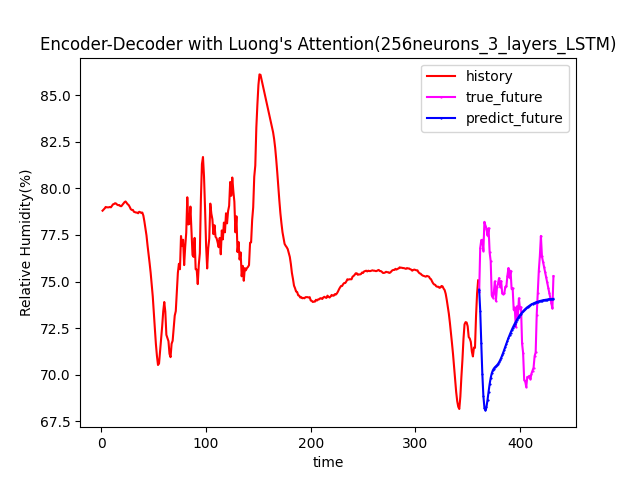 Encoder-Decoder with Luong's Attention(256neurons_3_layers_LSTM)
history
true_future
predict_future
Relative Humidity(%)
85.0
82.5
80.0
77.5
75.0
72.5
70.0
67.5
0 100 200 300 400
time